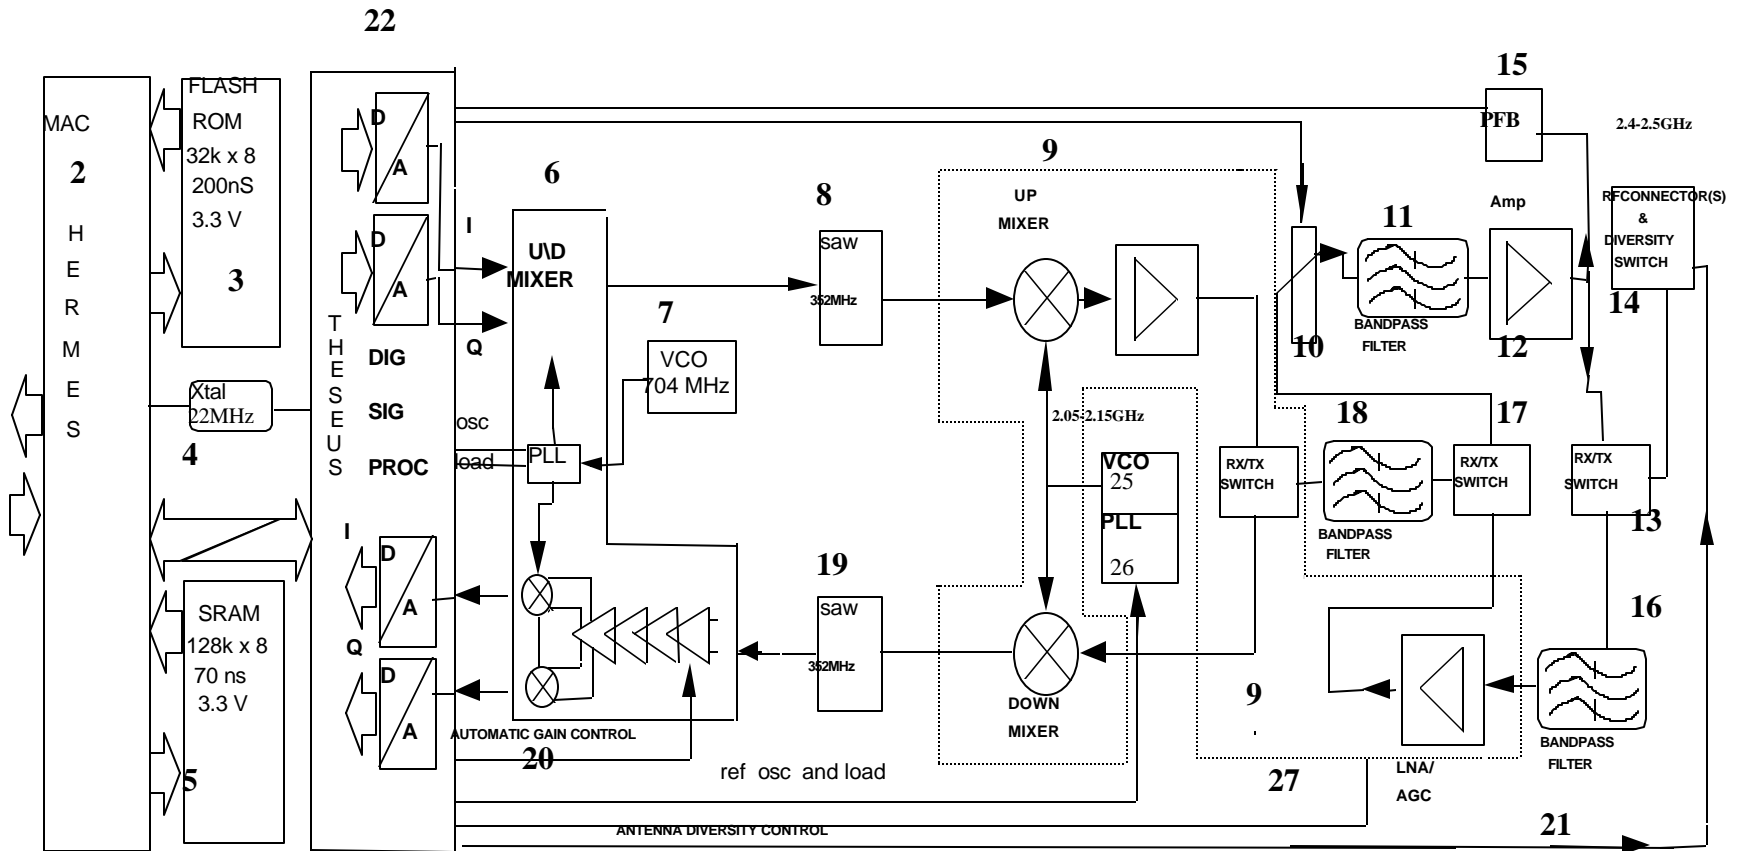 22
15
FLASH
MAC
ROM
32k x 8
200nS
3.3 V
2
3
H
E
R
M
E
S
D
A
D
A
I
Q
PFB
2.4-2.5GHz
9
6
8
UP
MIXER
saw
352MHz
U\D
MIXER
7
VCO
704 MHz
11
Amp
RFCONNECTOR(S)
&
DIVERSITY
SWITCH
14
BANDPASS
FILTER
10
12
T
H
E
S
E
U
S
DIG
SIG
PROC
osc
load
PLL
Xtal
22MHz
4
2.05-2.15GHz
VCO
25
PLL
26
RX/TX
SWITCH
18
BANDPASS
FILTER
17
RX/TX
SWITCH
RX/TX
SWITCH
13
I
D
A
Q
D
A
SRAM
128k x 8
70 ns
3.3 V
5
19
saw
352MHz
16
9
.
DOWN
MIXER
BANDPASS
FILTER
LNA/
AGC
AUTOMATIC GAIN CONTROL
20
ref osc and load
27
ANTENNA DIVERSITY CONTROL
21